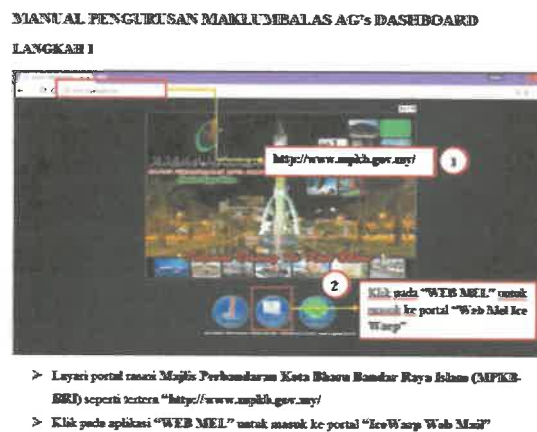 MANUAL PENGURUSAN MAKLUMBALAS AG's DASHBOARD
LANGKAH 1
http://www.mpkb.gov.my/
1
2
Klik pada "WEB MEL" untuk
masuk ke portal "Web Mel Ice
Warp"
➢ Layari portal rasmi Majlis Perbandaran Kota Bharu Bandar Raya Islam (MPKB-
BRI) seperti tertera "http://www.mpkb.gov.my/
➢ Klik pada aplikasi "WEB MEL" untuk masuk ke portal "IceWarp Web Mail"